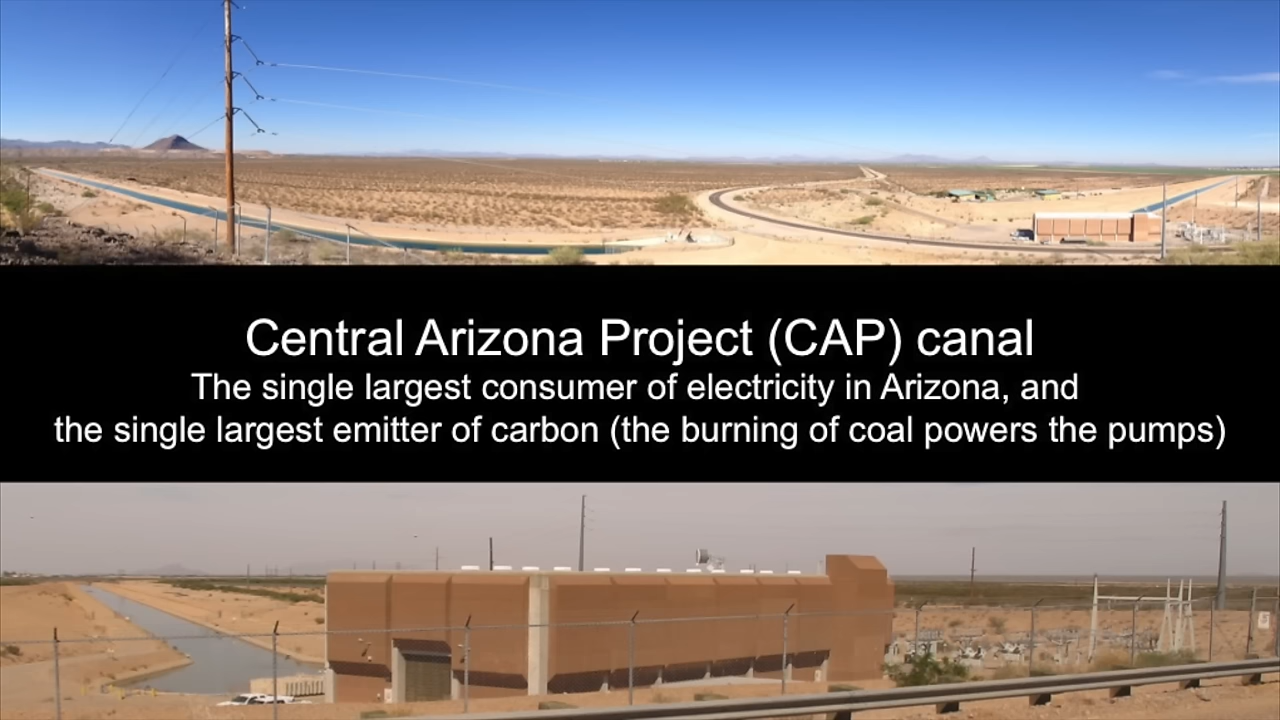 Central Arizona Project (CAP) canal
The single largest consumer of electricity in Arizona, and
the single largest emitter of carbon (the burning of coal powers the pumps)